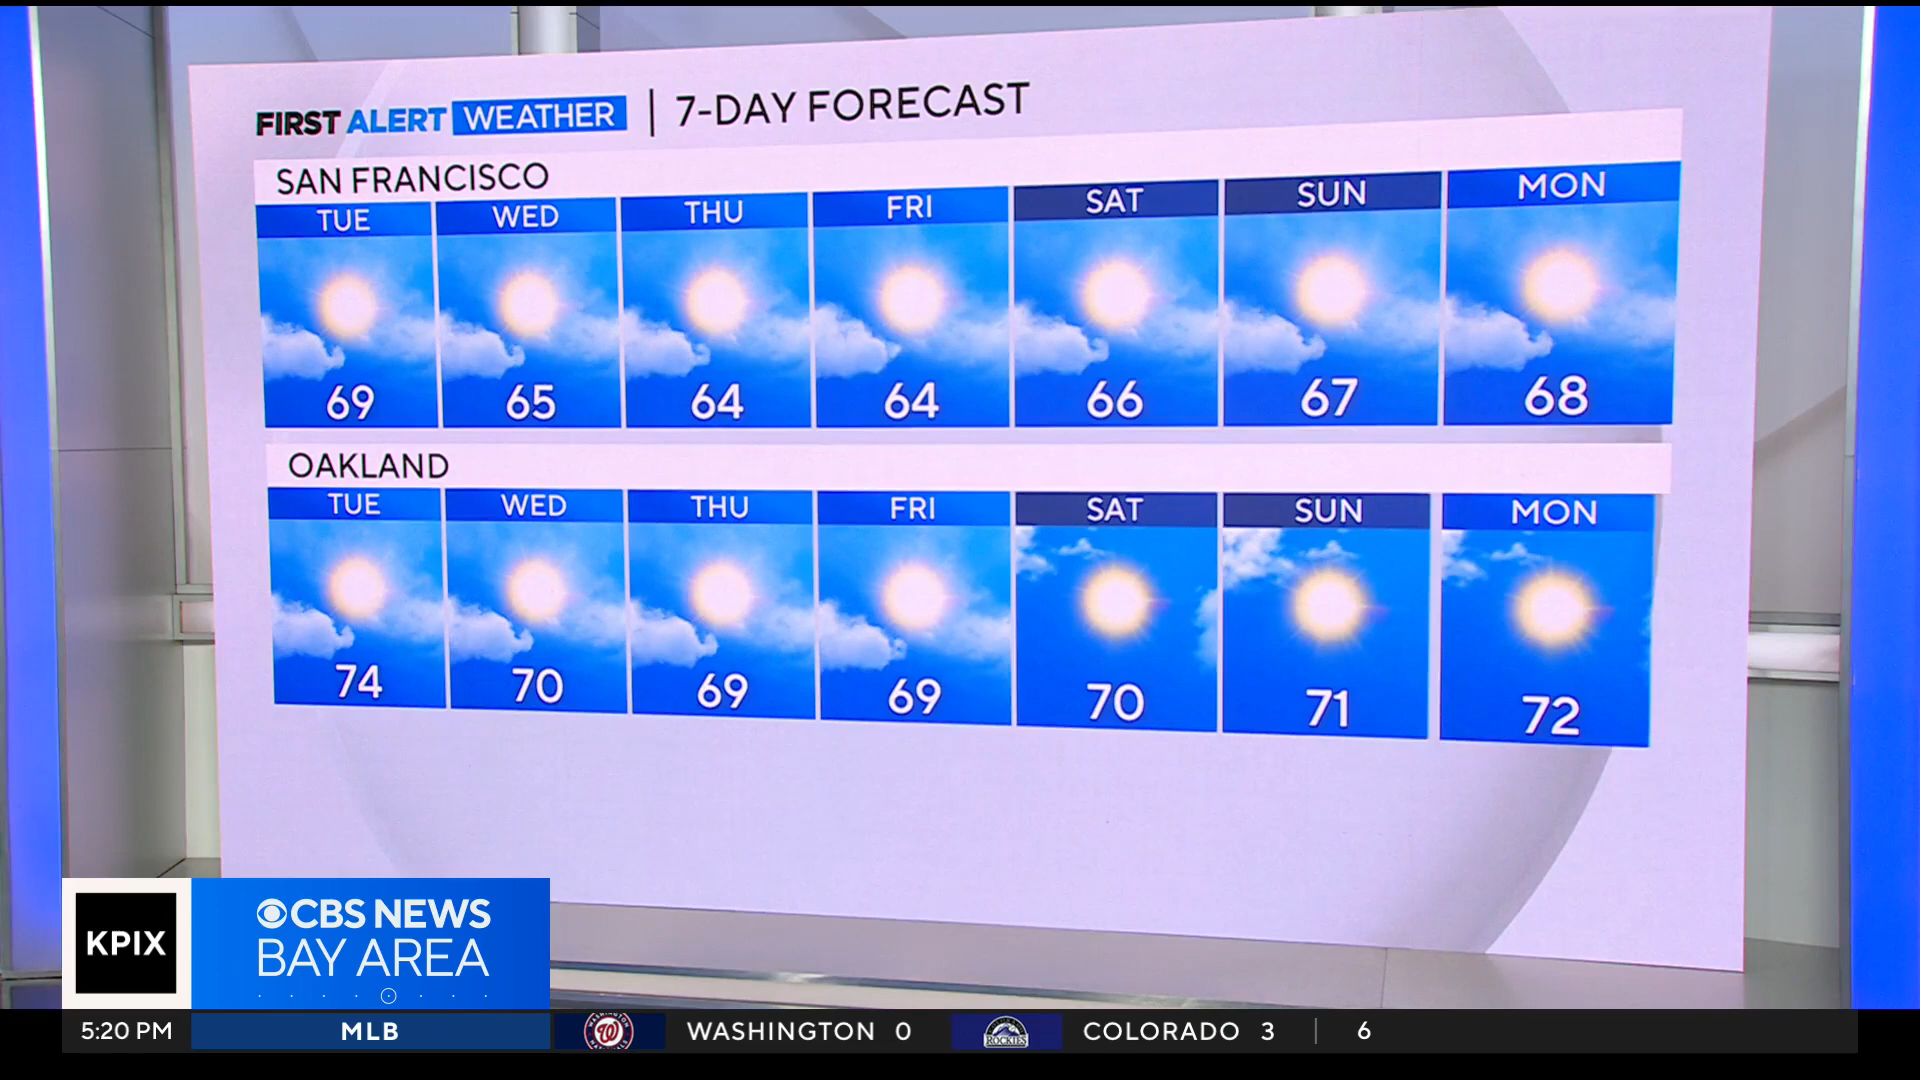 FIRST ALERT WEATHER | 7-DAY FORECAST
SAN FRANCISCO
TUE WED THU FRI SAT SUN MON
69 65 64 64 66 67 68
OAKLAND
TUE WED THU FRI SAT SUN MON
74 70 69 69 70 71 72
KPIX
CBS NEWS
BAY AREA
5:20 PM MLB WASHINGTON 0 COLORADO 3 | 6
W
ROCKIES